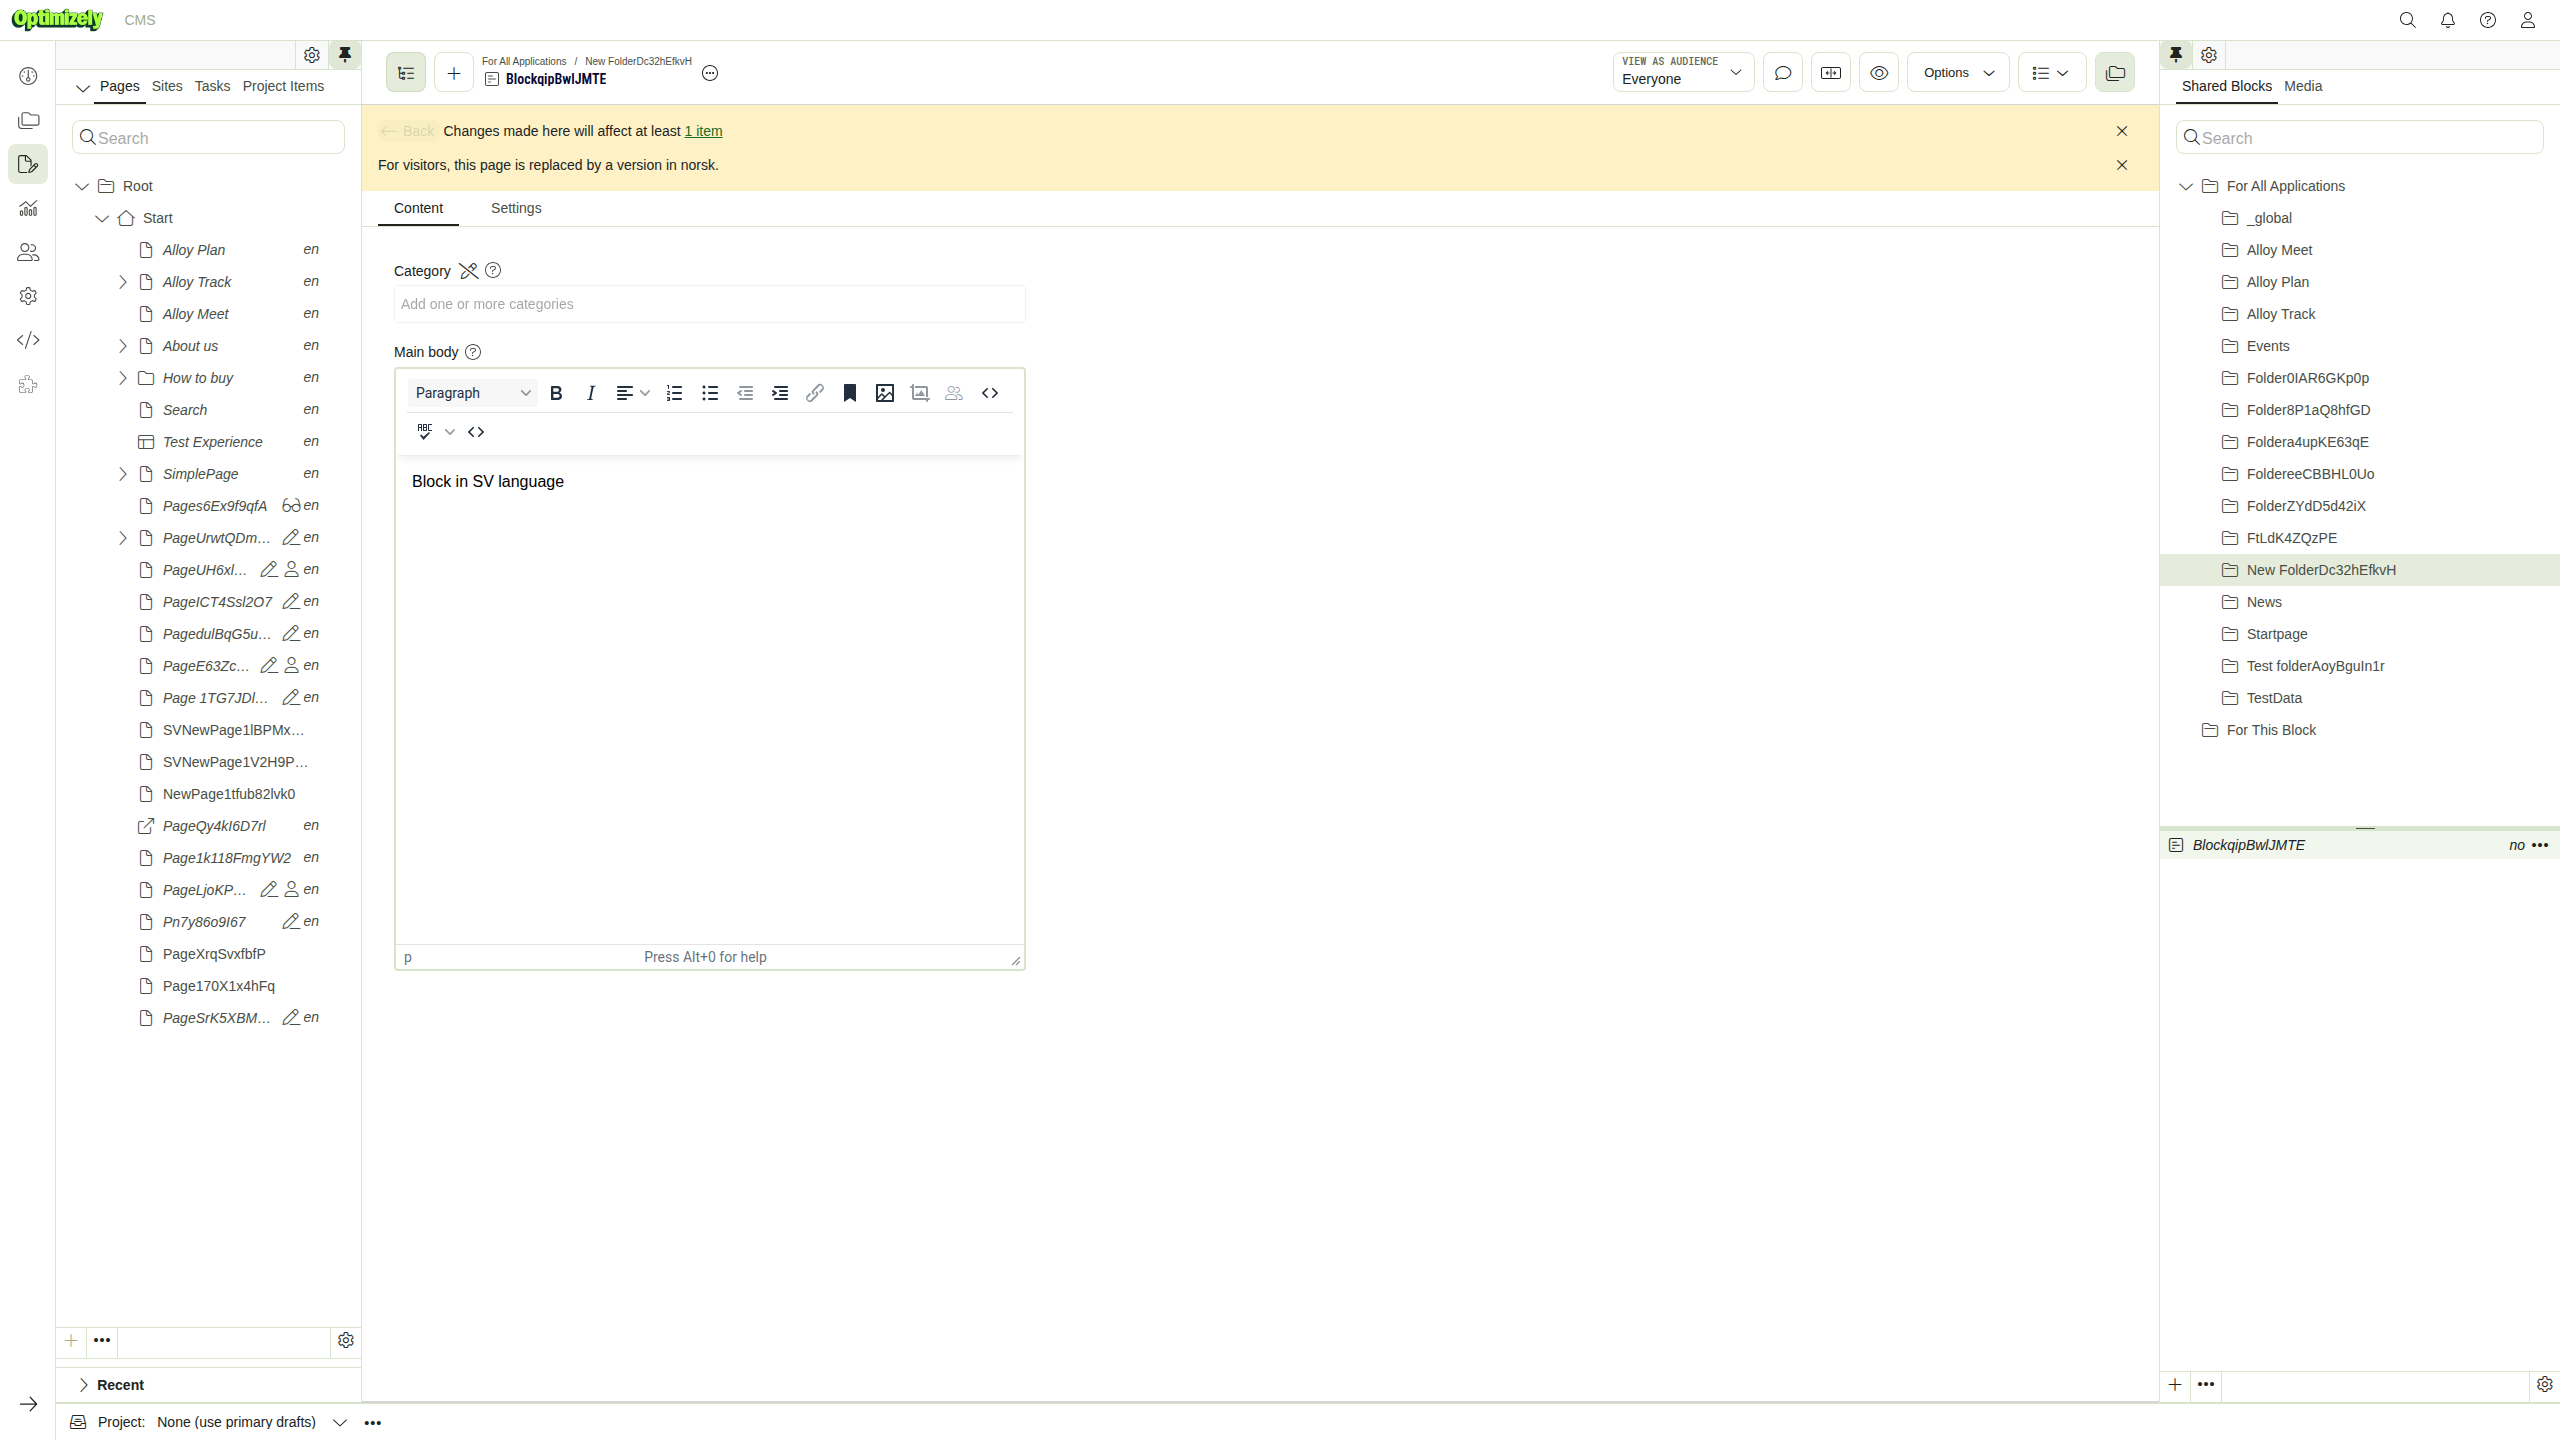 Optimizely CMS
Pages Sites Tasks Project Items
Search
Root
Start
Alloy Plan en
Alloy Track en
Alloy Meet en
About us en
How to buy en
Search en
Test Experience en
SimplePage en
Pages6Ex9f9qfA en
PageUrwtQDm... en
PageUH6xl... en
PageICT4Ssl2O7 en
PagedulBqG5u... en
PageE63Zc... en
Page 1TG7JDl... en
SVNewPage1lBPMx...
SVNewPage1V2H9P...
NewPage1tfub82lvk0
PageQy4kI6D7rl en
Page1k118FmgYW2 en
PageLjoKP... en
Pn7y86o9I67 en
PageXrqSvxfbfP
Page170X1x4hFq
PageSrK5XBM... en
Recent
Project: None (use primary drafts)
For All Applications / New FolderDc32hEfkvH
BlockqipBwlJMTE
VIEW AS AUDIENCE
Everyone
Options
Back Changes made here will affect at least 1 item
For visitors, this page is replaced by a version in norsk.
Content Settings
Category
Add one or more categories
Main body
Paragraph
Block in SV language
p Press Alt+0 for help
Shared Blocks Media
Search
For All Applications
_global
Alloy Meet
Alloy Plan
Alloy Track
Events
Folder0IAR6GKp0p
Folder8P1aQ8hfGD
Foldera4upKE63qE
FoldereeCBBHL0Uo
FolderZYdD5d42iX
FtLdK4ZQzPE
New FolderDc32hEfkvH
News
Startpage
Test folderAoyBguIn1r
TestData
For This Block
BlockqipBwlJMTE no